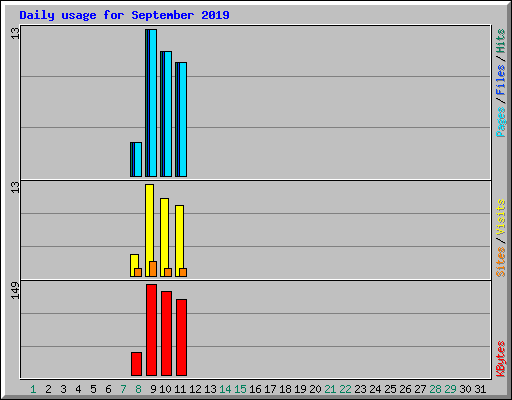 Daily usage for September 2019
13
Pages / Files / Hits
13
Sites / Visits
149
KBytes
1 2 3 4 5 6 7 8 9 10 11 12 13 14 15 16 17 18 19 20 21 22 23 24 25 26 27 28 29 30 31